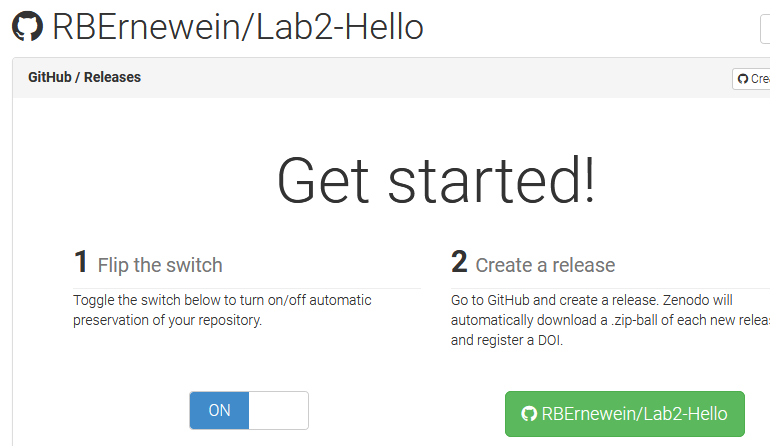 RBErnewein/Lab2-Hello
GitHub / Releases
Get started!
1 Flip the switch
Toggle the switch below to turn on/off automatic
preservation of your repository.
ON
2 Create a release
Go to GitHub and create a release. Zenodo will
automatically download a .zip-ball of each new
and register a DOI.
RBErnewein/Lab2-Hello